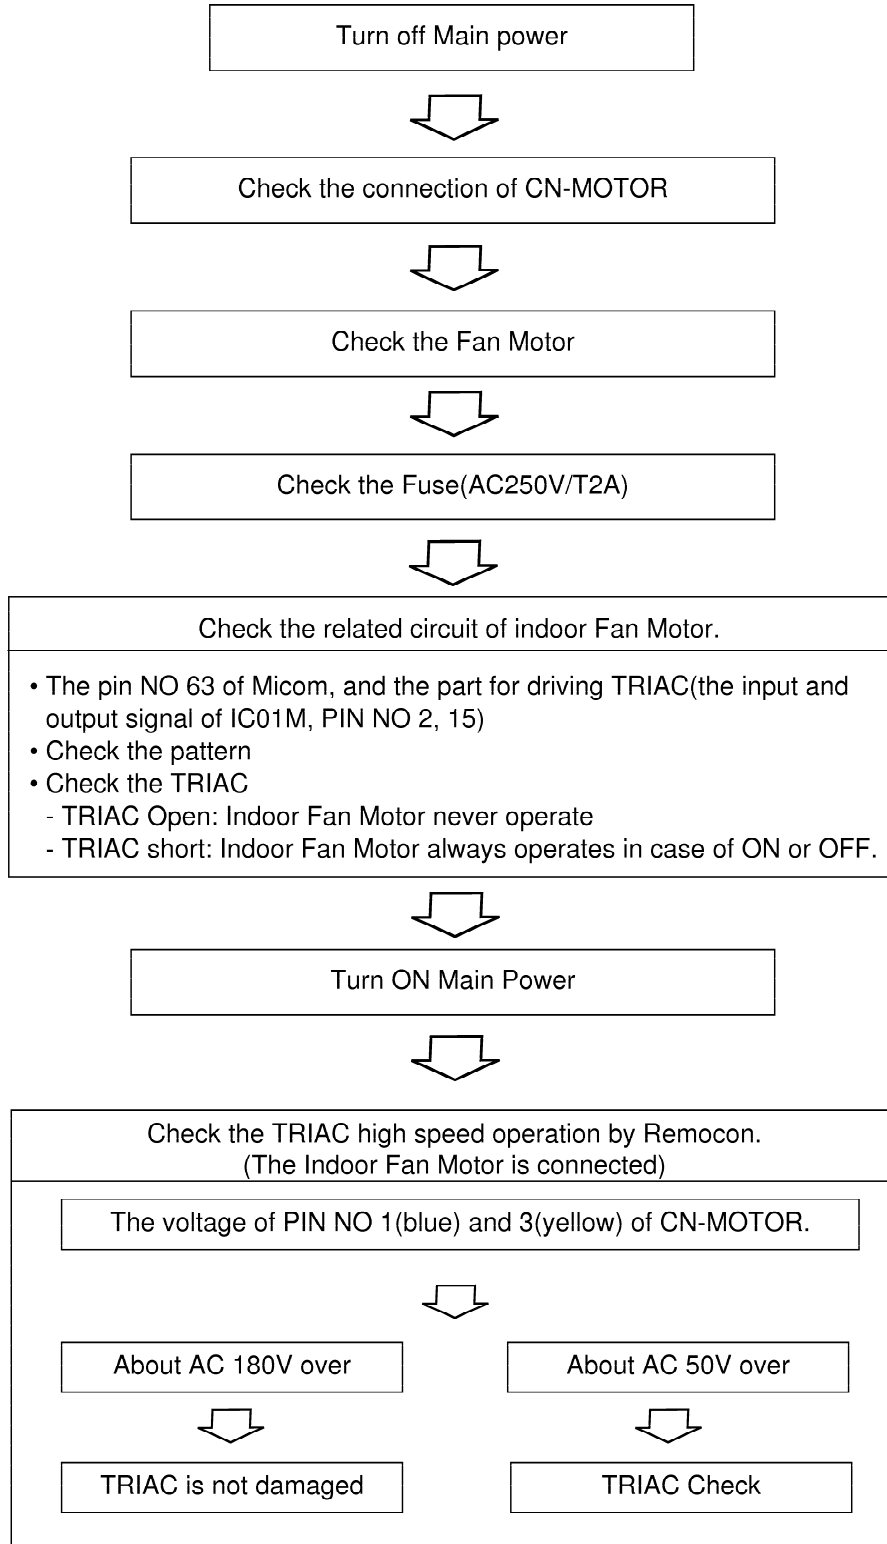 Turn off Main power
Check the connection of CN-MOTOR
Check the Fan Motor
Check the Fuse(AC250V/T2A)
Check the related circuit of indoor Fan Motor.
• The pin NO 63 of Micom, and the part for driving TRIAC(the input and
output signal of IC01M, PIN NO 2, 15)
• Check the pattern
• Check the TRIAC
- TRIAC Open: Indoor Fan Motor never operate
- TRIAC short: Indoor Fan Motor always operates in case of ON or OFF.
Turn ON Main Power
Check the TRIAC high speed operation by Remocon.
(The Indoor Fan Motor is connected)
The voltage of PIN NO 1(blue) and 3(yellow) of CN-MOTOR.
About AC 180V over
About AC 50V over
TRIAC is not damaged
TRIAC Check